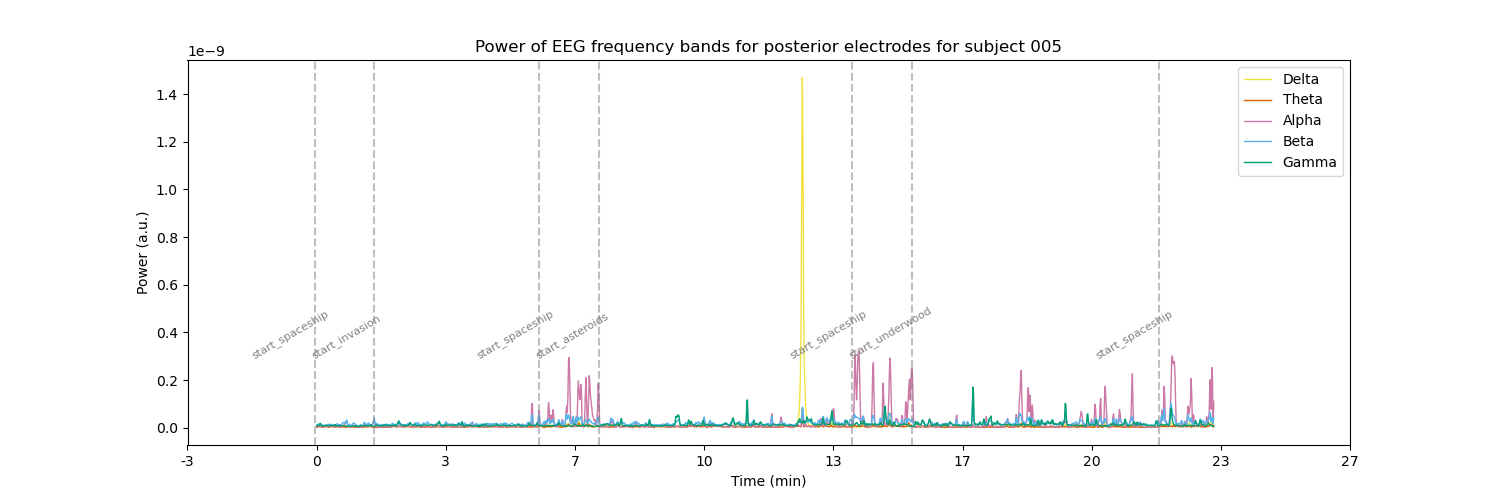 Power of EEG frequency bands for posterior electrodes for subject 005
1e−9
1.4
1.2
1.0
0.8
0.6
0.4
0.2
0.0
Power (a.u.)
Delta
Theta
Alpha
Beta
Gamma
start_spaceship
start_invasion
start_spaceship
start_asteroids
start_spaceship
start_underwood
start_spaceship
-3
0
3
7
10
13
17
20
23
27
Time (min)